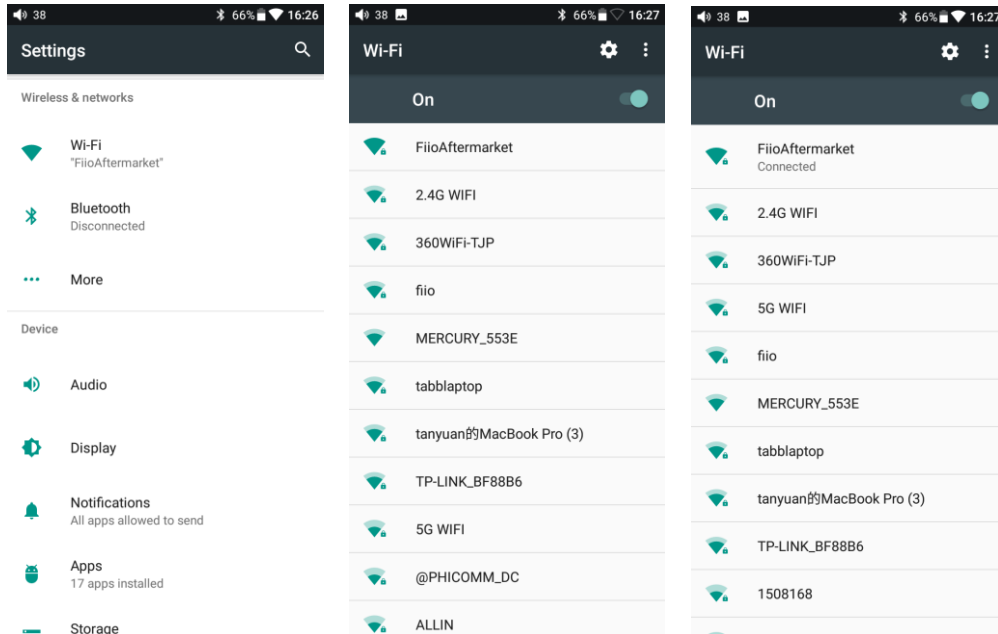 38 66% 16:26
Settings
Wireless & networks
Wi-Fi
"FiioAftermarket"
Bluetooth
Disconnected
More
Device
Audio
Display
Notifications
All apps allowed to send
Apps
17 apps installed
Storage
38 66% 16:27
Wi-Fi
On
FiioAftermarket
2.4G WIFI
360WiFi-TJP
fiio
MERCURY_553E
tabblaptop
tanyuan的MacBook Pro (3)
TP-LINK_BF88B6
5G WIFI
@PHICOMM_DC
ALLIN
38 66% 16:27
Wi-Fi
On
FiioAftermarket
Connected
2.4G WIFI
360WiFi-TJP
5G WIFI
fiio
MERCURY_553E
tabblaptop
tanyuan的MacBook Pro (3)
TP-LINK_BF88B6
1508168